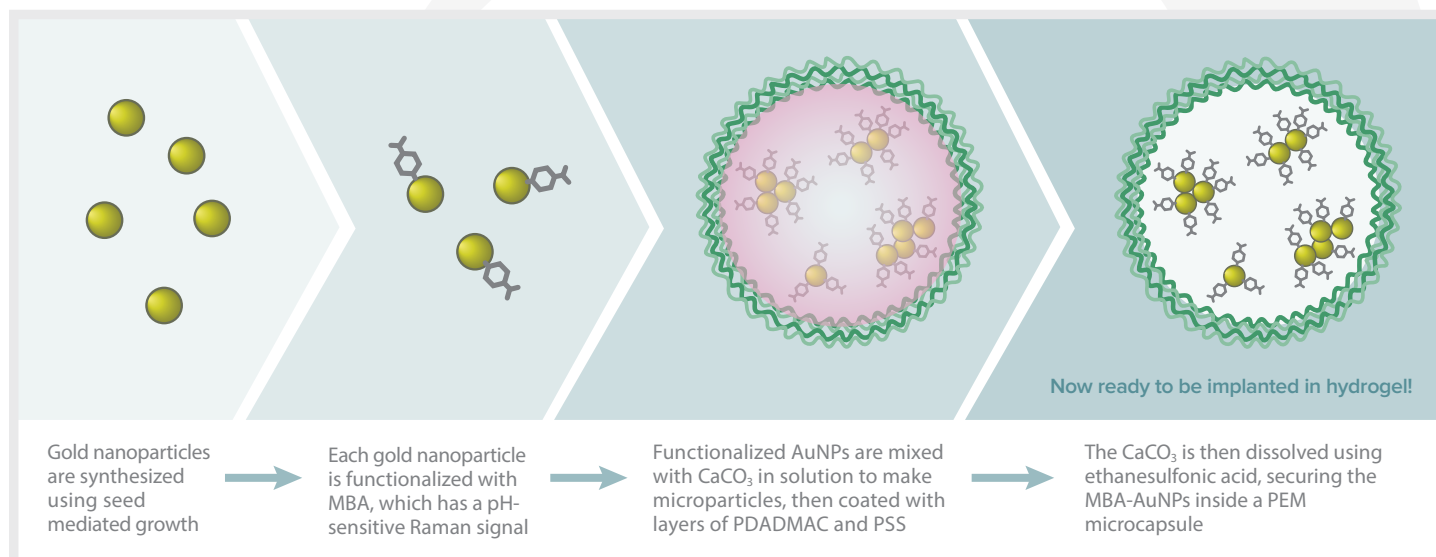 Now ready to be implanted in hydrogel!
Gold nanoparticles
are synthesized
using seed
mediated growth
Each gold nanoparticle
is functionalized with
MBA, which has a pH-
sensitive Raman signal
Functionalized AuNPs are mixed
with CaCO₃ in solution to make
microparticles, then coated with
layers of PDADMAC and PSS
The CaCO₃ is then dissolved using
ethanesulfonic acid, securing the
MBA-AuNPs inside a PEM
microcapsule